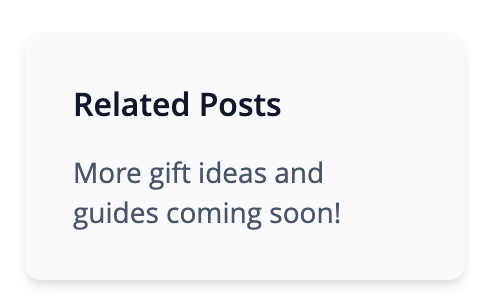 Related Posts
More gift ideas and
guides coming soon!